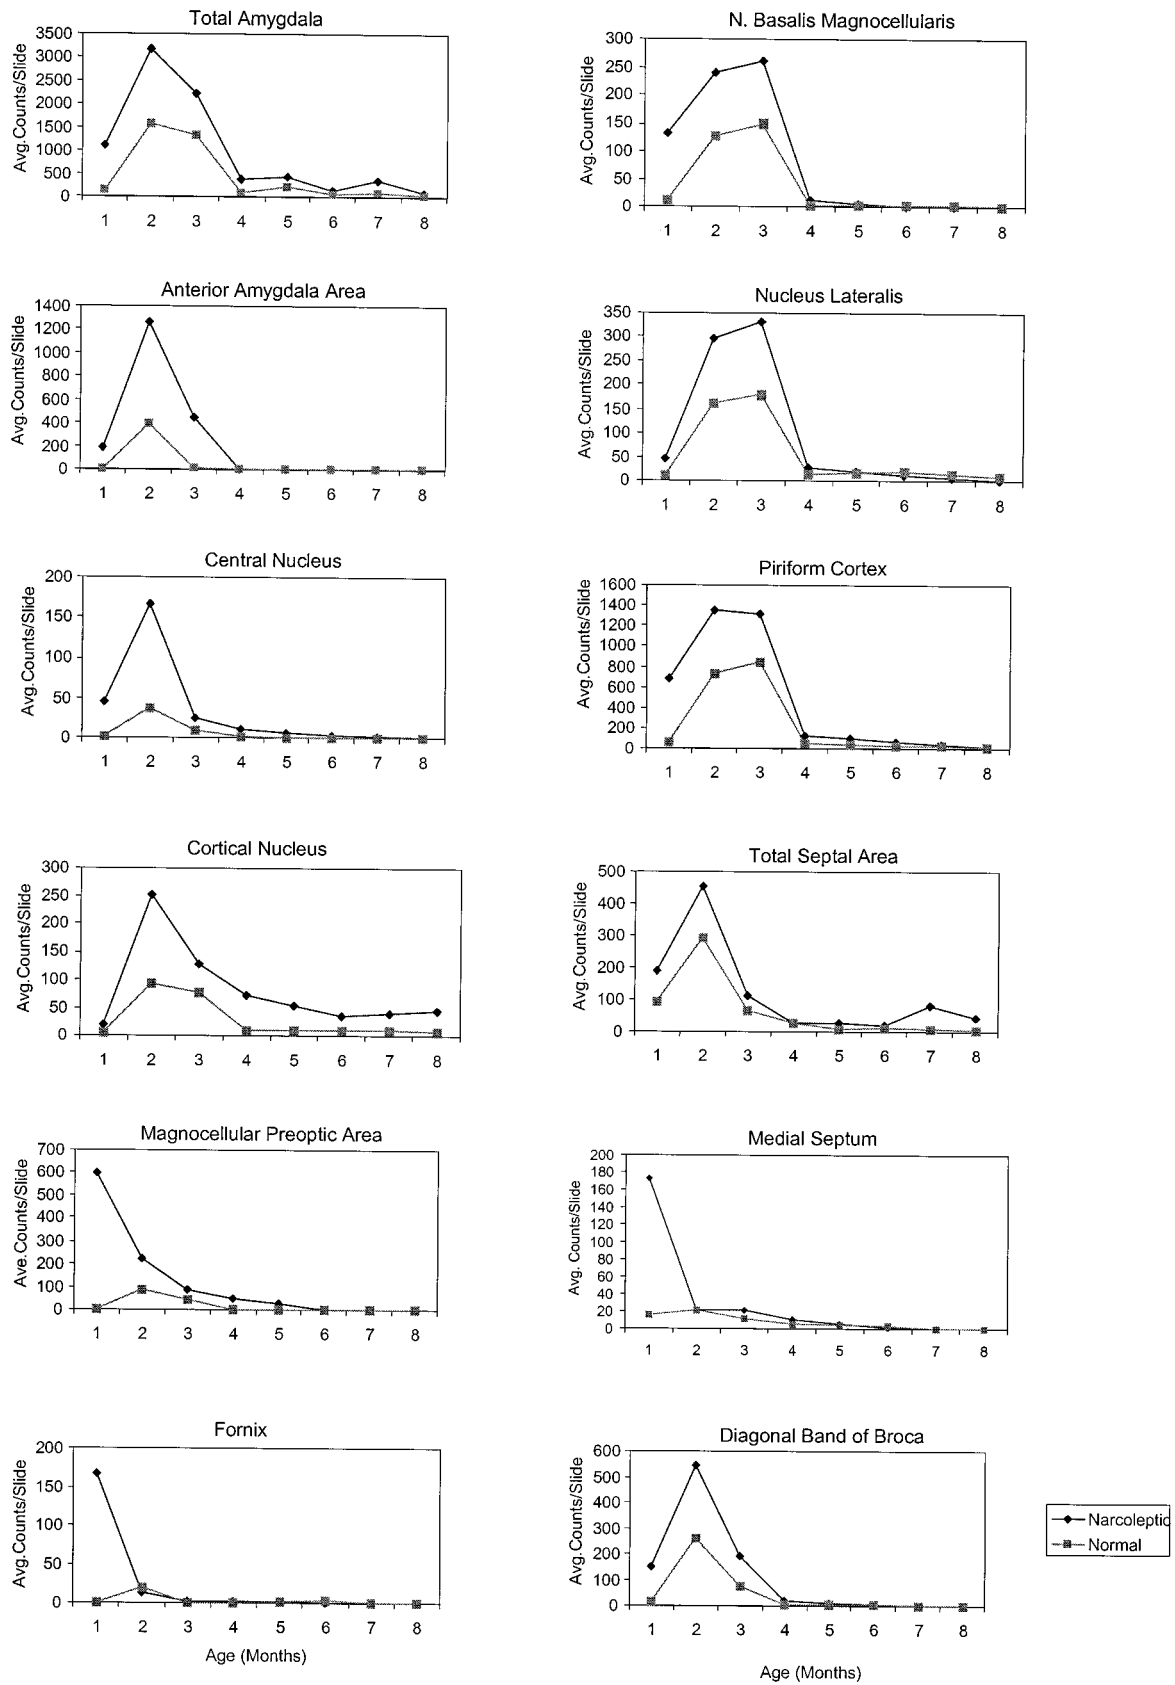 Total Amygdala
Avg.Counts/Slide
3500
3000
2500
2000
1500
1000
500
0
1 2 3 4 5 6 7 8
N. Basalis Magnocellularis
Avg.Counts/Slide
300
250
200
150
100
50
0
1 2 3 4 5 6 7 8
Anterior Amygdala Area
Avg.Counts/Slide
1400
1200
1000
800
600
400
200
0
1 2 3 4 5 6 7 8
Nucleus Lateralis
Avg.Counts/Slide
350
300
250
200
150
100
50
0
1 2 3 4 5 6 7 8
Central Nucleus
Avg.Counts/Slide
200
150
100
50
0
1 2 3 4 5 6 7 8
Piriform Cortex
Avg.Counts/Slide
1600
1400
1200
1000
800
600
400
200
0
1 2 3 4 5 6 7 8
Cortical Nucleus
Avg.Counts/Slide
300
250
200
150
100
50
0
1 2 3 4 5 6 7 8
Total Septal Area
Avg.Counts/Slide
500
400
300
200
100
0
1 2 3 4 5 6 7 8
Magnocellular Preoptic Area
Ave.Counts/Slide
700
600
500
400
300
200
100
0
1 2 3 4 5 6 7 8
Medial Septum
Avg. Counts/Slide
200
180
160
140
120
100
80
60
40
20
0
1 2 3 4 5 6 7 8
Fornix
Avg.Counts/Slide
200
150
100
50
0
1 2 3 4 5 6 7 8
Age (Months)
Diagonal Band of Broca
Avg.Counts/Slide
600
500
400
300
200
100
0
1 2 3 4 5 6 7 8
Age (Months)
Narcoleptic
Normal